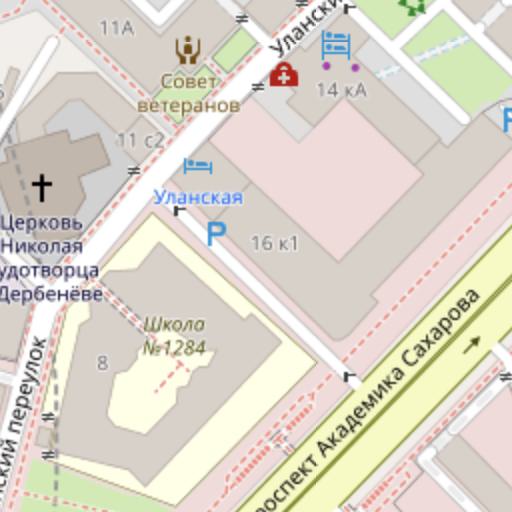 Улански
11А
Совет
ветеранов
14 кА
11 с2
Уланская
P
P
Церковь
Николая
удотворца
Дербенёве
16 к1
Школа
№1284
8
ский переулок
роспект Академика Сахарова